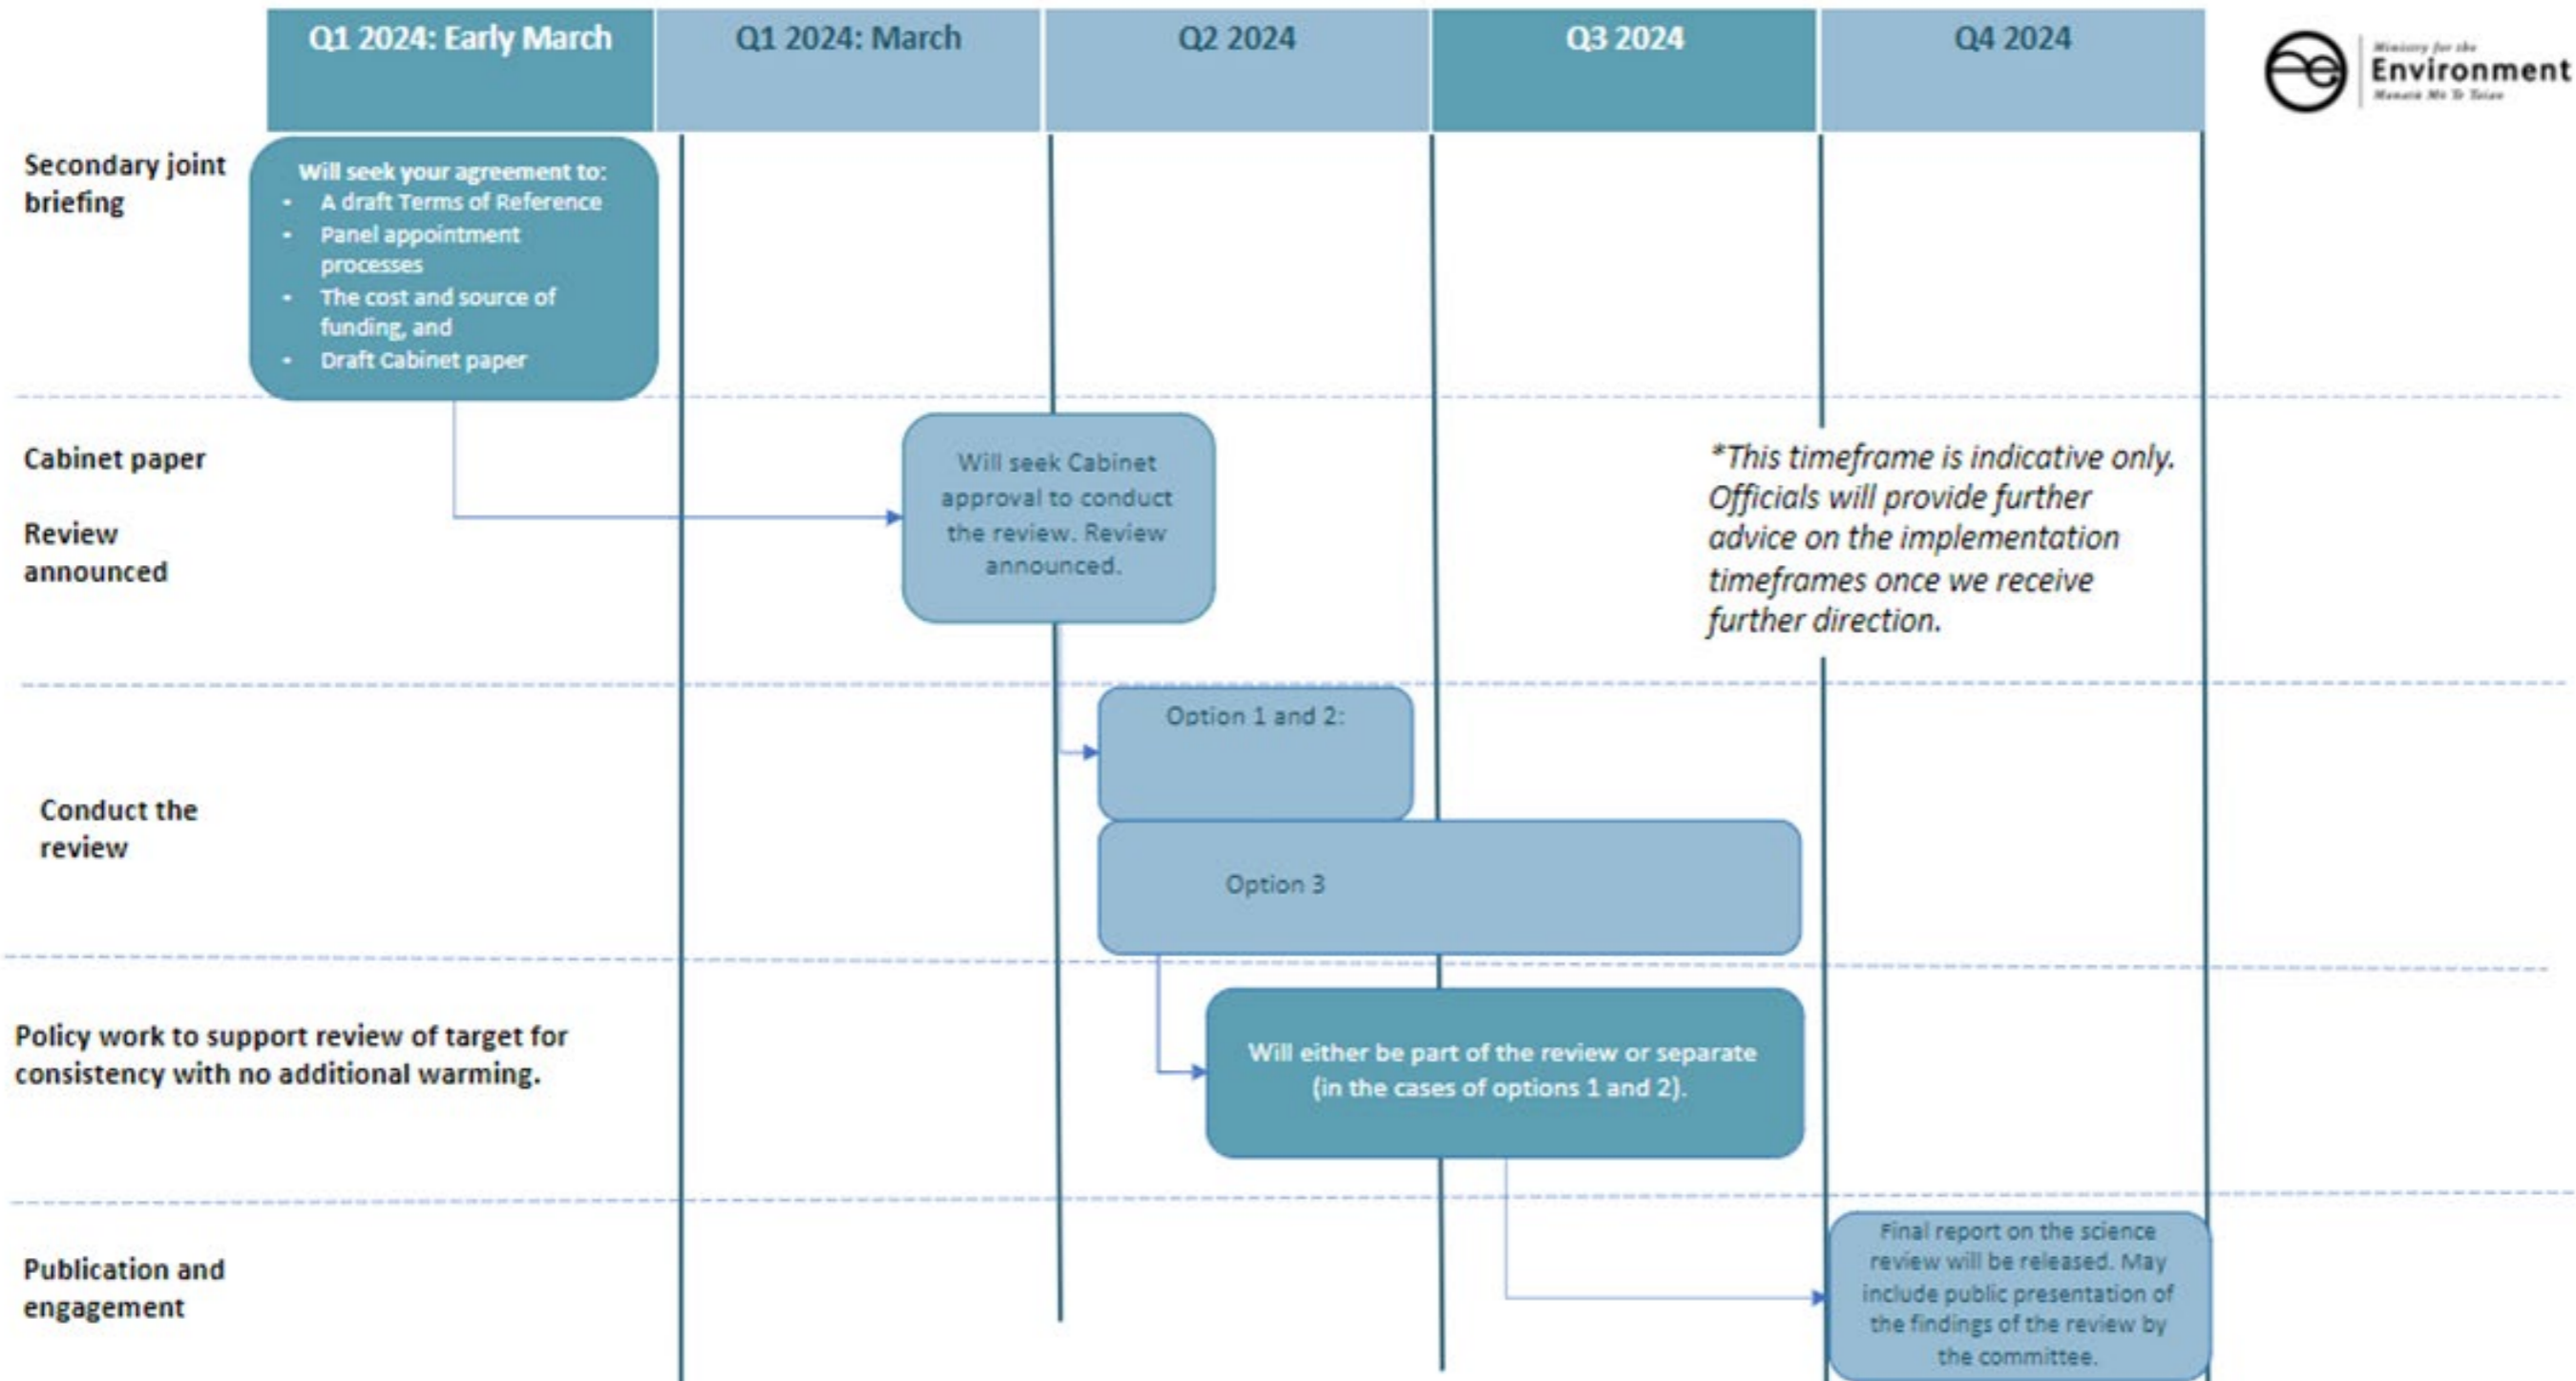 Q1 2024: Early March
Q1 2024: March
Q2 2024
Q3 2024
Q4 2024
Ministry for the
Environment
Manatū Mō Te Taiao
Secondary joint
briefing
Will seek your agreement to:
- A draft Terms of Reference
- Panel appointment
processes
- The cost and source of
funding, and
- Draft Cabinet paper
Cabinet paper
Review
announced
Will seek Cabinet
approval to conduct
the review. Review
announced.
*This timeframe is indicative only.
Officials will provide further
advice on the implementation
timeframes once we receive
further direction.
Conduct the
review
Option 1 and 2:
Option 3
Policy work to support review of target for
consistency with no additional warming.
Will either be part of the review or separate
(in the cases of options 1 and 2).
Publication and
engagement
Final report on the science
review will be released. May
include public presentation of
the findings of the review by
the committee.